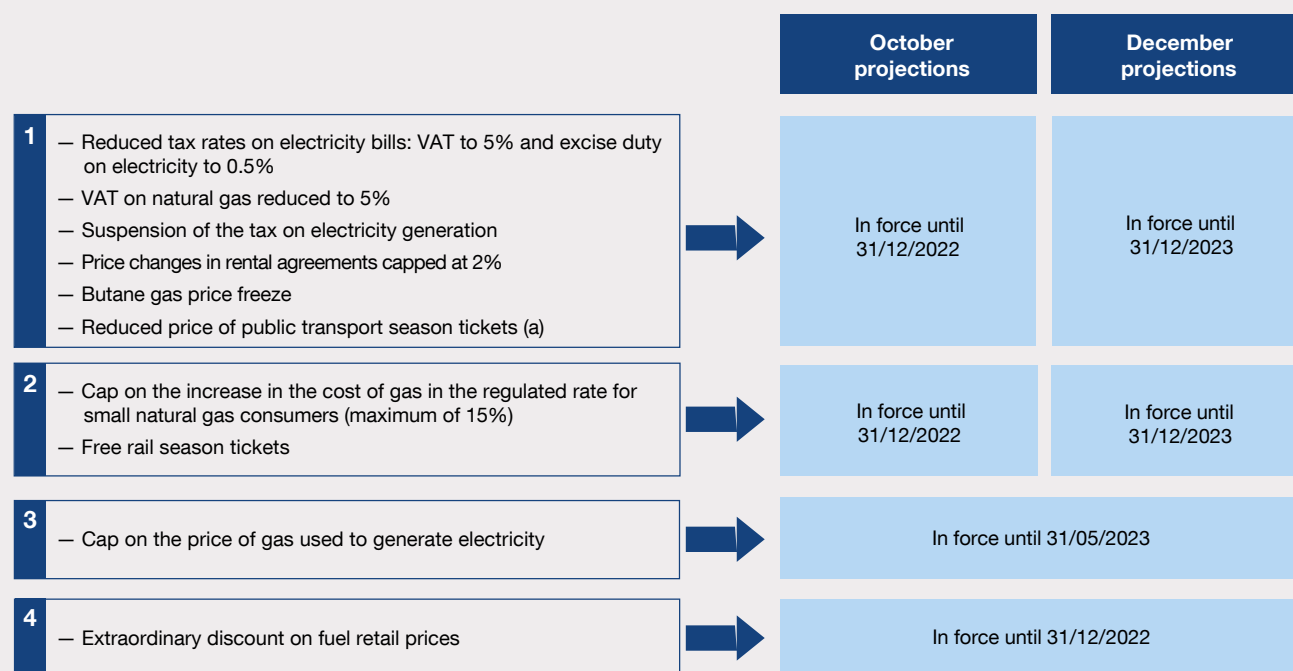 October
projections
December
projections
1
— Reduced tax rates on electricity bills: VAT to 5% and excise duty
on electricity to 0.5%
— VAT on natural gas reduced to 5%
— Suspension of the tax on electricity generation
— Price changes in rental agreements capped at 2%
— Butane gas price freeze
— Reduced price of public transport season tickets (a)
In force until
31/12/2022
In force until
31/12/2023
2
— Cap on the increase in the cost of gas in the regulated rate for
small natural gas consumers (maximum of 15%)
— Free rail season tickets
In force until
31/12/2022
In force until
31/12/2023
3
— Cap on the price of gas used to generate electricity
In force until 31/05/2023
4
— Extraordinary discount on fuel retail prices
In force until 31/12/2022